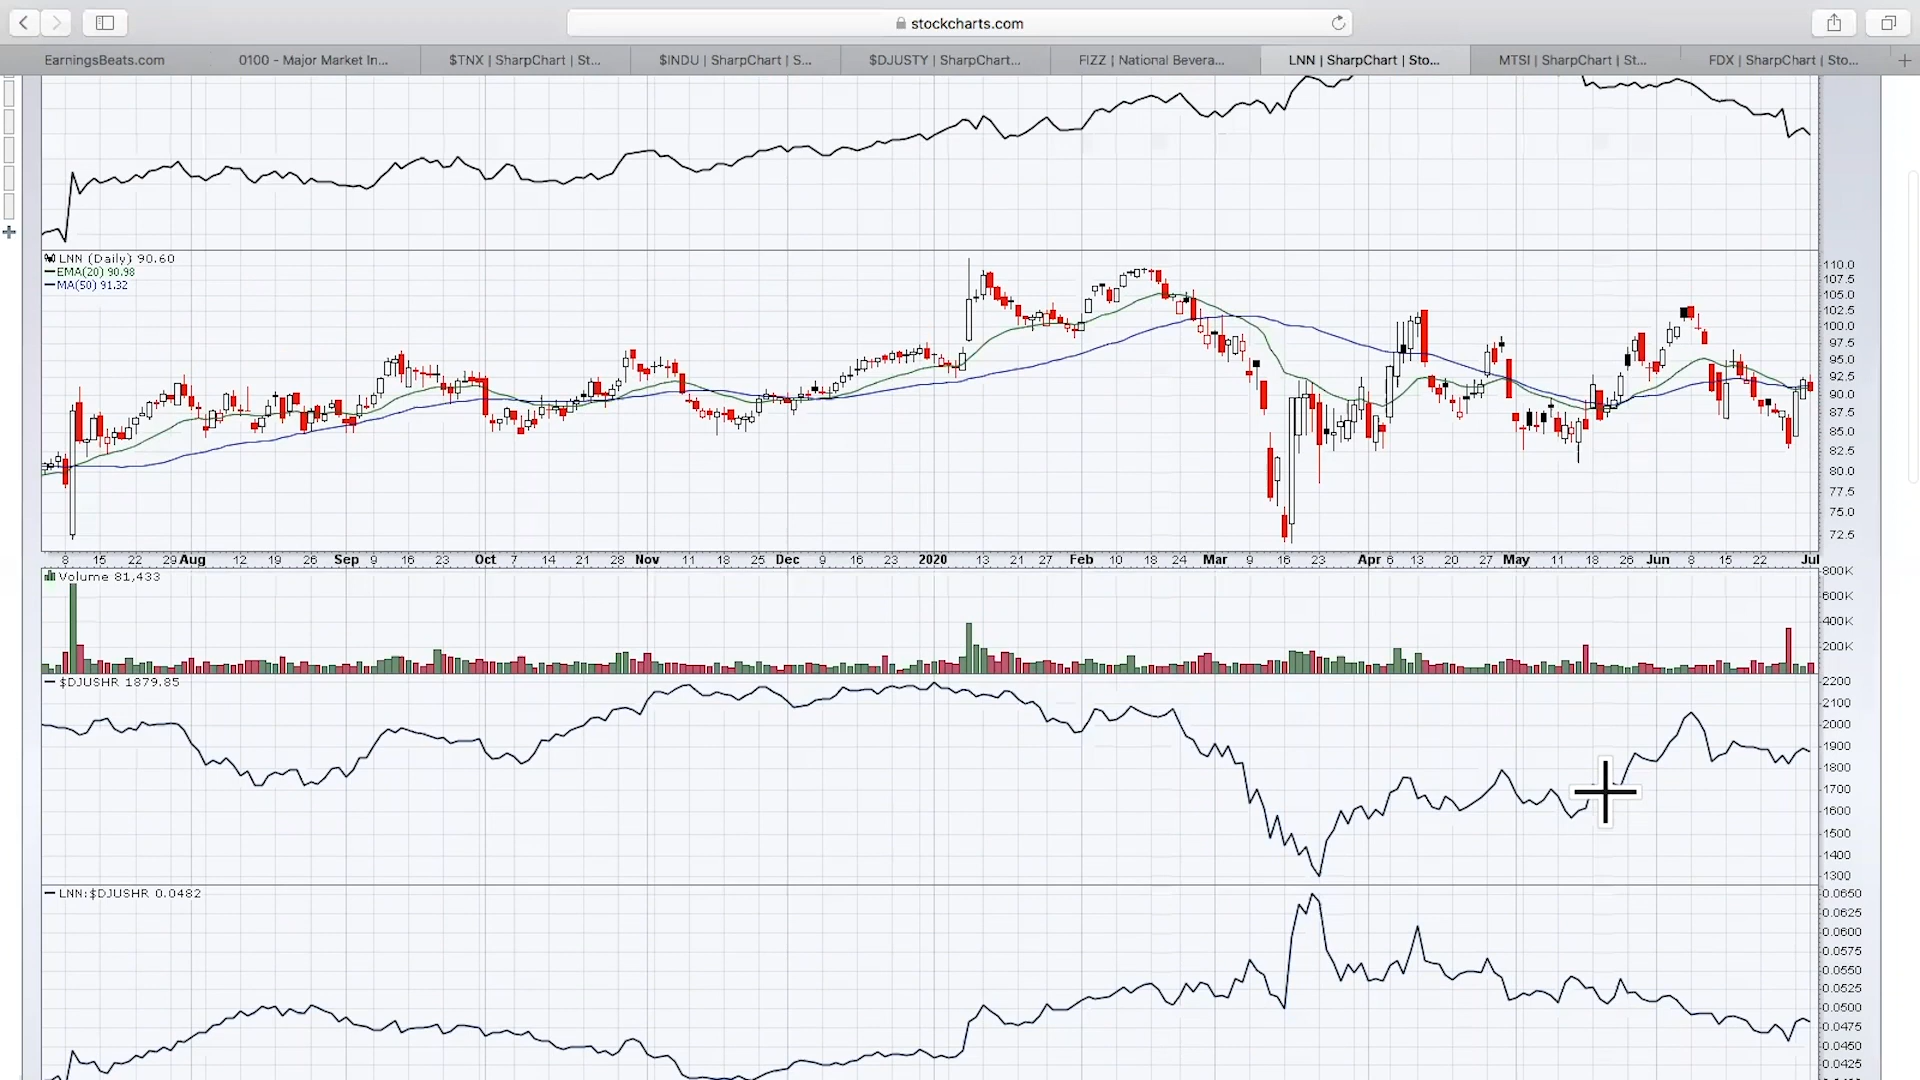 stockcharts.com
EarningsBeats.com 0100 - Major Market In... $TNX | SharpChart | St... $INDU | SharpChart | S... $DJUSTY | SharpChart... FIZZ | National Bevera... LNN | SharpChart | Sto... MTSI | SharpChart | St... FDX | SharpChart | Sto...
LNN (Daily) 90.60
EMA(20) 90.98
MA(50) 91.32
110.0
107.5
105.0
102.5
100.0
97.5
95.0
92.5
90.0
87.5
85.0
82.5
80.0
77.5
75.0
72.5
8 15 22 29 Aug 12 19 26 Sep 9 16 23 Oct 7 14 21 28 Nov 11 18 25 Dec 9 16 23 2020 13 21 27 Feb 10 18 24 Mar 9 16 23 Apr 6 13 20 27 May 11 18 26 Jun 8 15 22 Jul
Volume 81,433
800K
600K
400K
200K
$DJUSHR 1879.85
2200
2100
2000
1900
1800
1700
1600
1500
1400
1300
LNN:$DJUSHR 0.0482
0.0650
0.0625
0.0600
0.0575
0.0550
0.0525
0.0500
0.0475
0.0450
0.0425